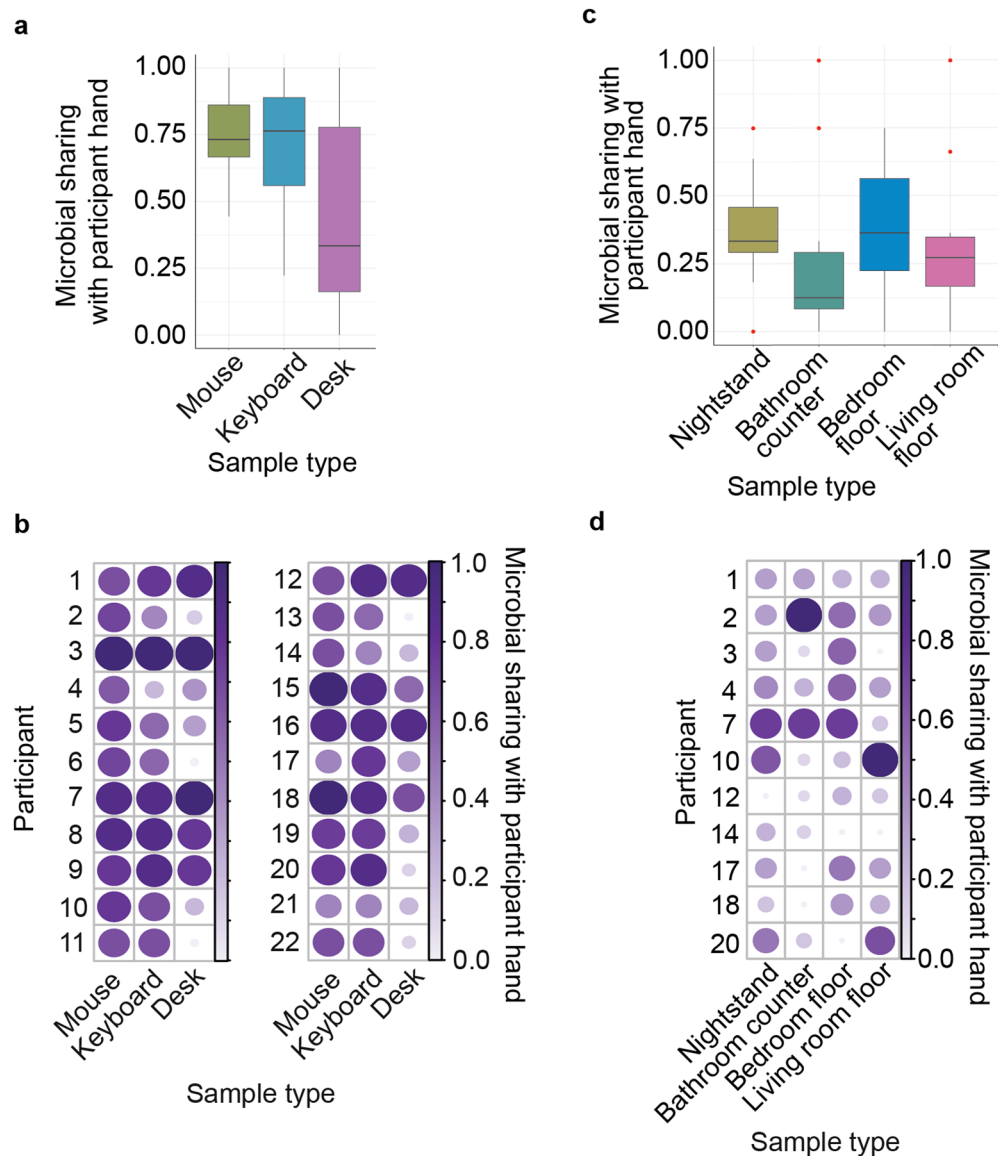 a
Microbial sharing
with participant hand
1.00
0.75
0.50
0.25
0.00
Mouse
Keyboard
Desk
Sample type
c
Microbial sharing with
participant hand
1.00
0.75
0.50
0.25
0.00
Nightstand
Bathroom
counter
Bedroom
floor
Living room
floor
Sample type
b
Participant
1
2
3
4
5
6
7
8
9
10
11
Mouse
Keyboard
Desk
12
13
14
15
16
17
18
19
20
21
22
Mouse
Keyboard
Desk
1.0
0.8
0.6
0.4
0.2
0.0
Microbial sharing with participant hand
Sample type
d
Participant
1
2
3
4
7
10
12
14
17
18
20
Nightstand
Bathroom counter
Bedroom floor
Living room floor
1.0
0.8
0.6
0.4
0.2
0.0
Microbial sharing with participant hand
Sample type